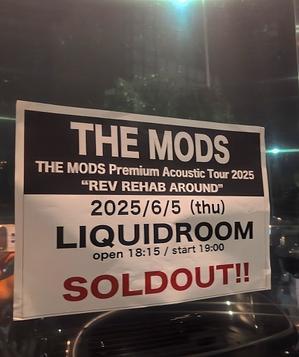 THE MODS
THE MODS Premium Acoustic Tour 2025
“REV REHAB AROUND”
2025/6/5 (thu)
LIQUIDROOM
open 18:15 / start 19:00
SOLDOUT!!